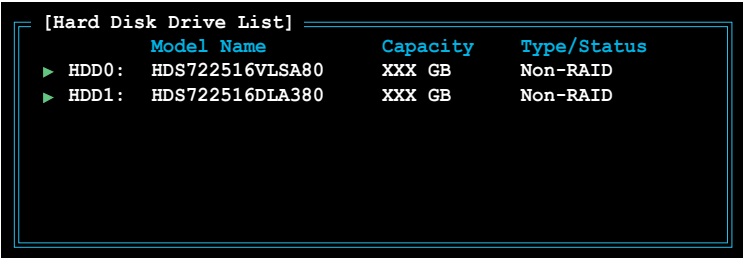 [Hard Disk Drive List]
Model Name Capacity Type/Status
HDD0: HDS722516VLSA80 XXX GB Non-RAID
HDD1: HDS722516DLA380 XXX GB Non-RAID